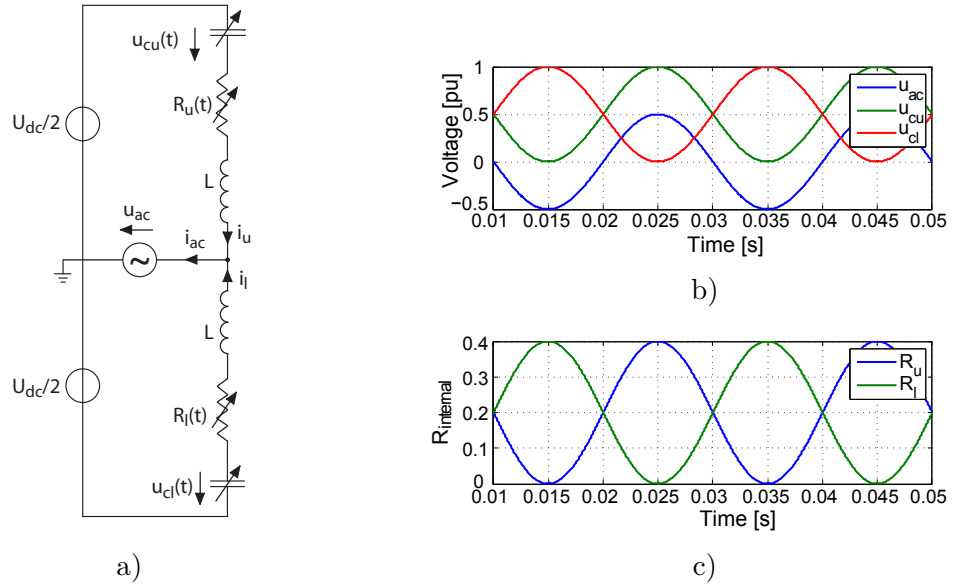 u_cu(t)
R_u(t)
U_dc/2
L
u_ac
i_ac
i_u
~
i_l
L
U_dc/2
R_l(t)
u_cl(t)
a)
Voltage [pu]
1
0.5
0
−0.5
u_ac
u_cu
u_cl
0.01 0.015 0.02 0.025 0.03 0.035 0.04 0.045 0.05
Time [s]
b)
R_internal
0.4
0.3
0.2
0.1
0
R_u
R_l
0.01 0.015 0.02 0.025 0.03 0.035 0.04 0.045 0.05
Time [s]
c)